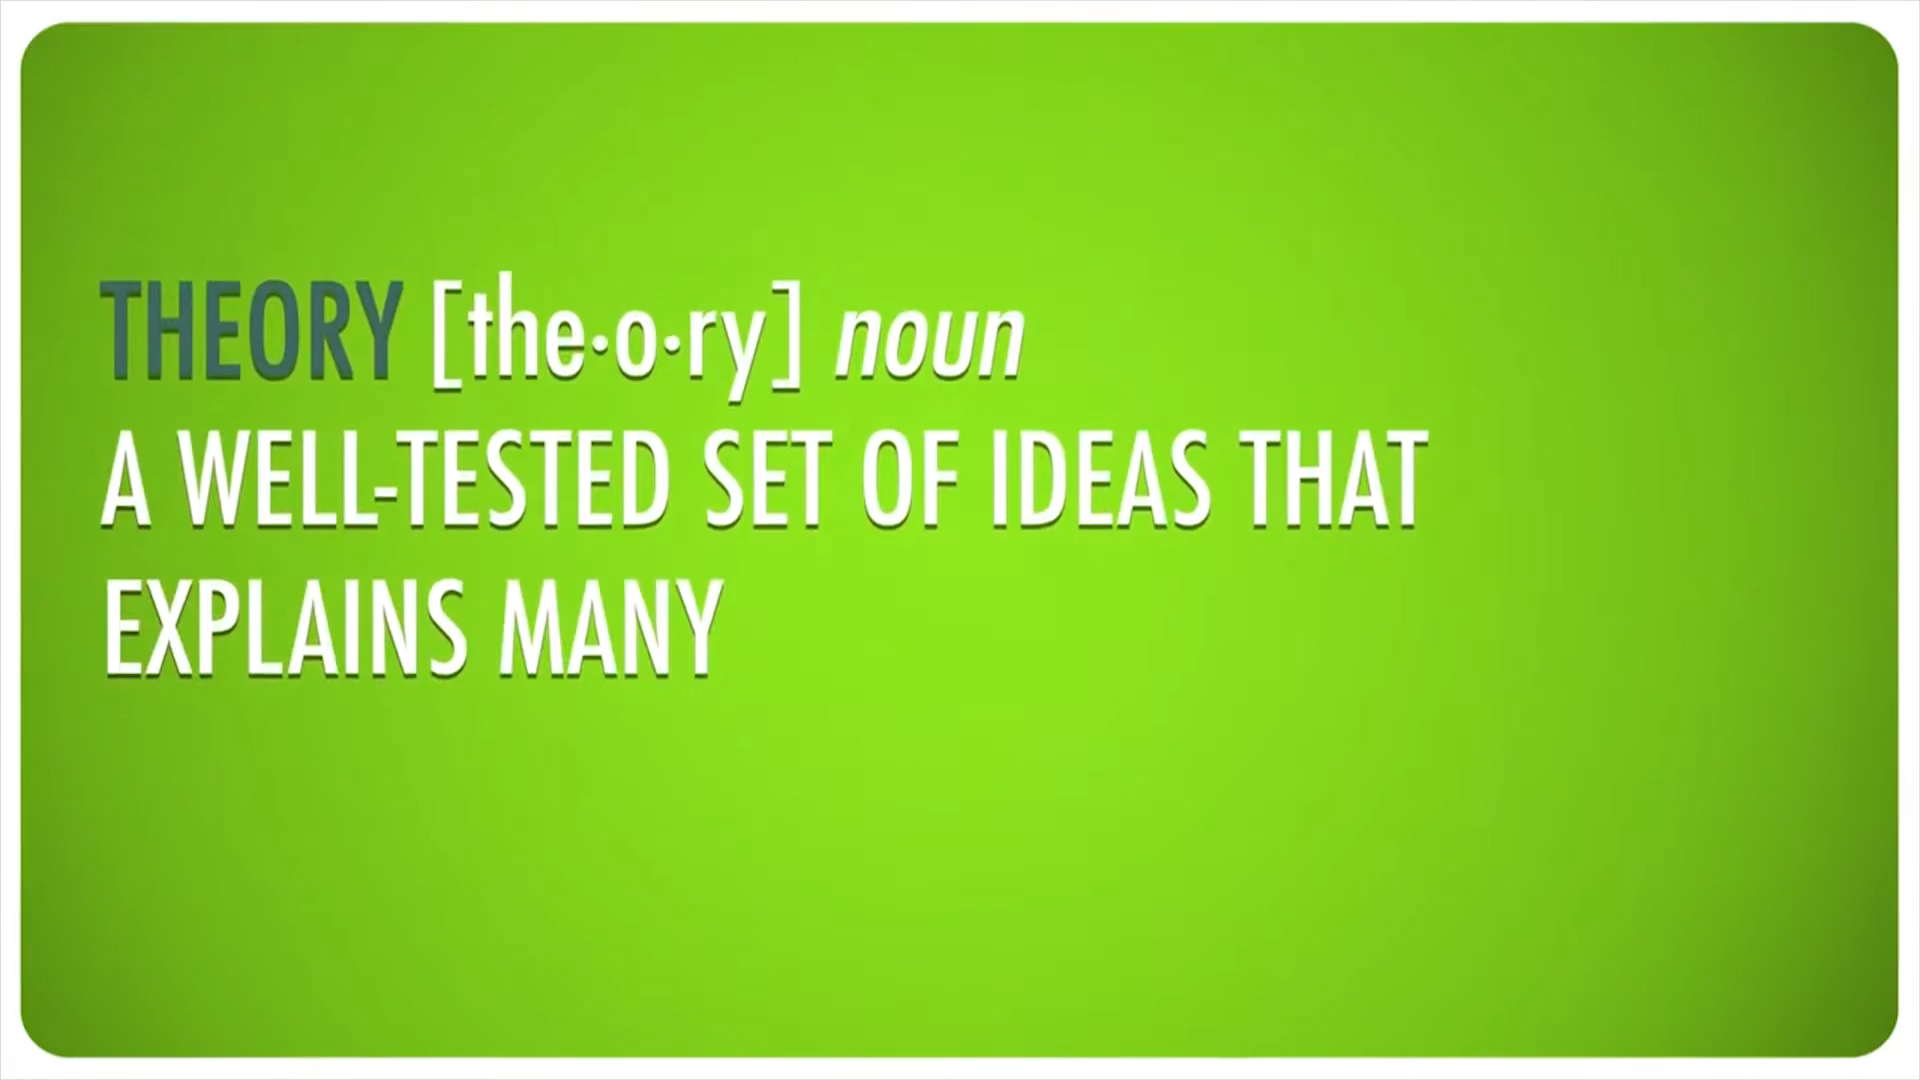 THEORY [the·o·ry] noun
A WELL-TESTED SET OF IDEAS THAT
EXPLAINS MANY